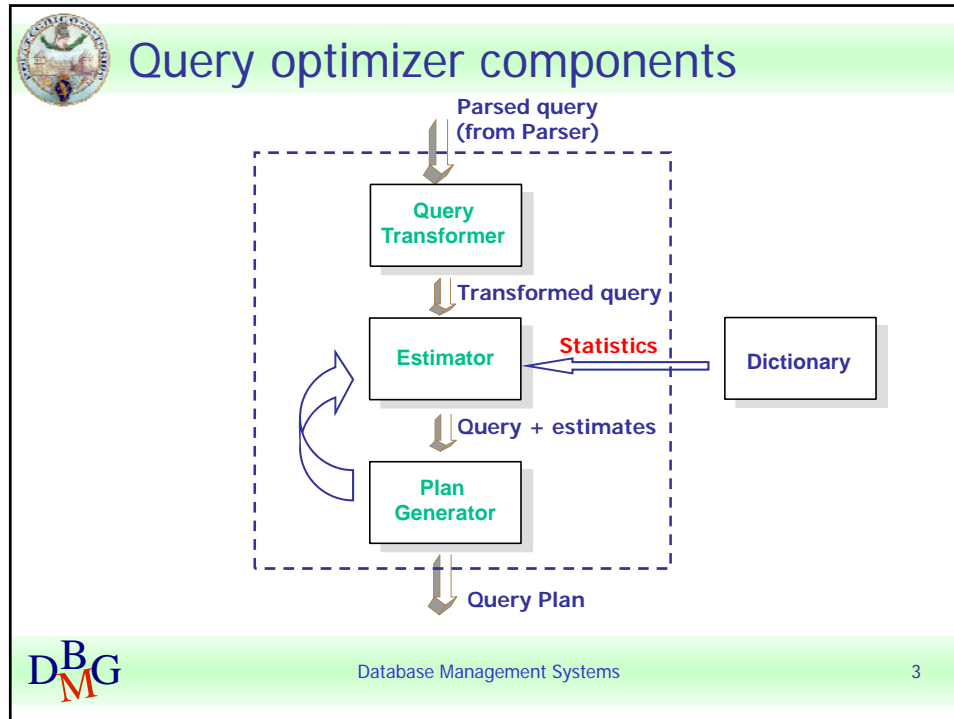 Query optimizer components
Parsed query
(from Parser)
Query
Transformer
Transformed query
Estimator
Statistics
Dictionary
Query + estimates
Plan
Generator
Query Plan
DBMG
Database Management Systems
3